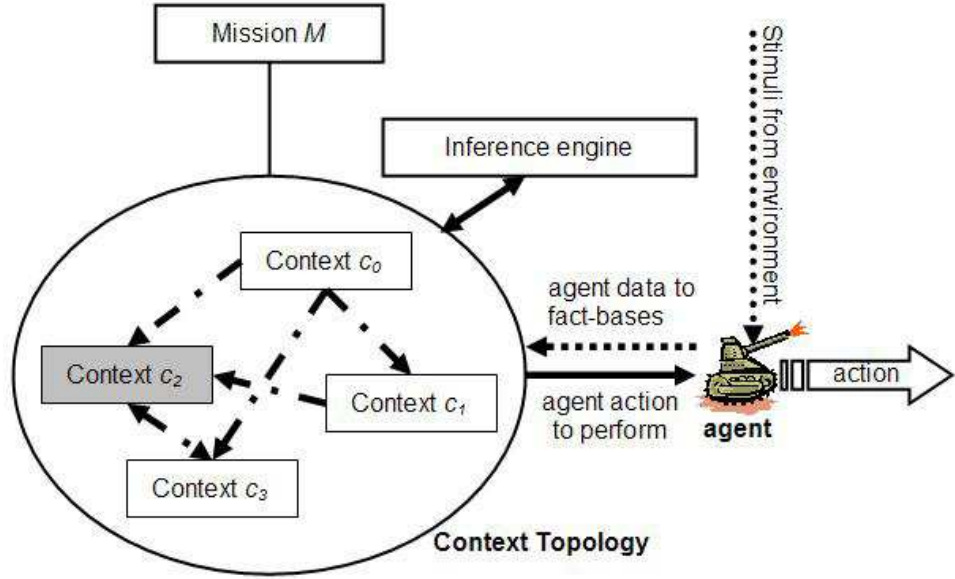 Mission M
Stimuli from environment
Inference engine
Context c0
agent data to
fact-bases
Context c2
action
Context c1
agent action
to perform
agent
Context c3
Context Topology